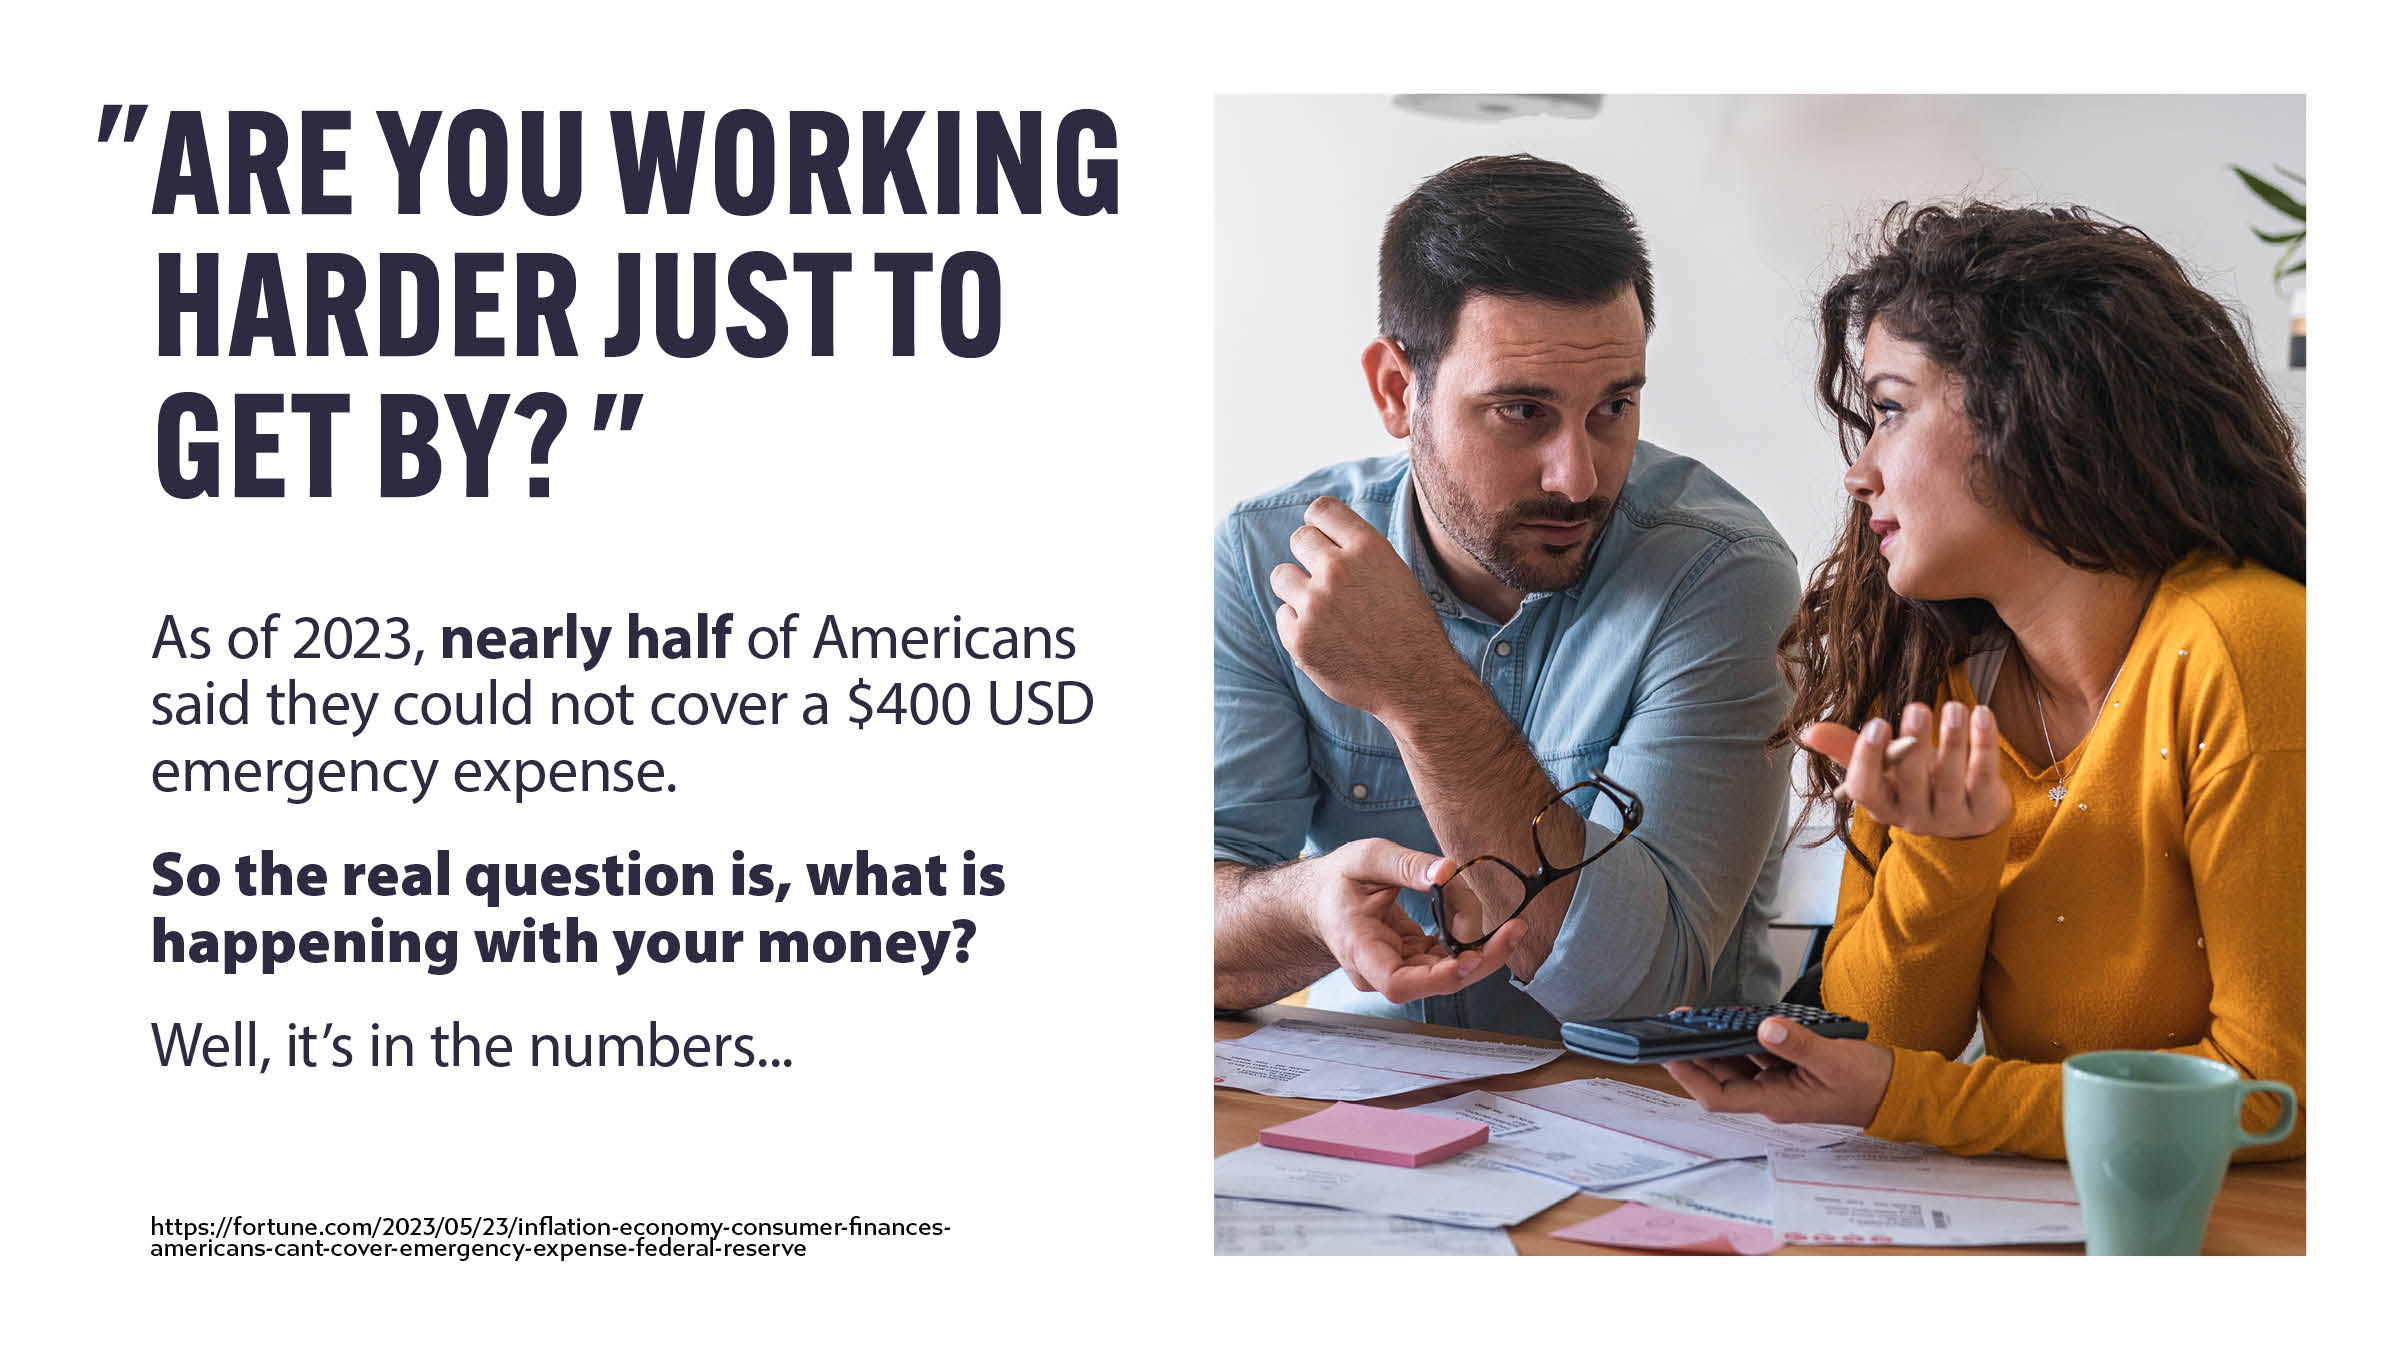 "ARE YOU WORKING
HARDER JUST TO
GET BY?"
As of 2023, nearly half of Americans
said they could not cover a $400 USD
emergency expense.
So the real question is, what is
happening with your money?
Well, it's in the numbers...
https://fortune.com/2023/05/23/inflation-economy-consumer-finances-
americans-cant-cover-emergency-expense-federal-reserve